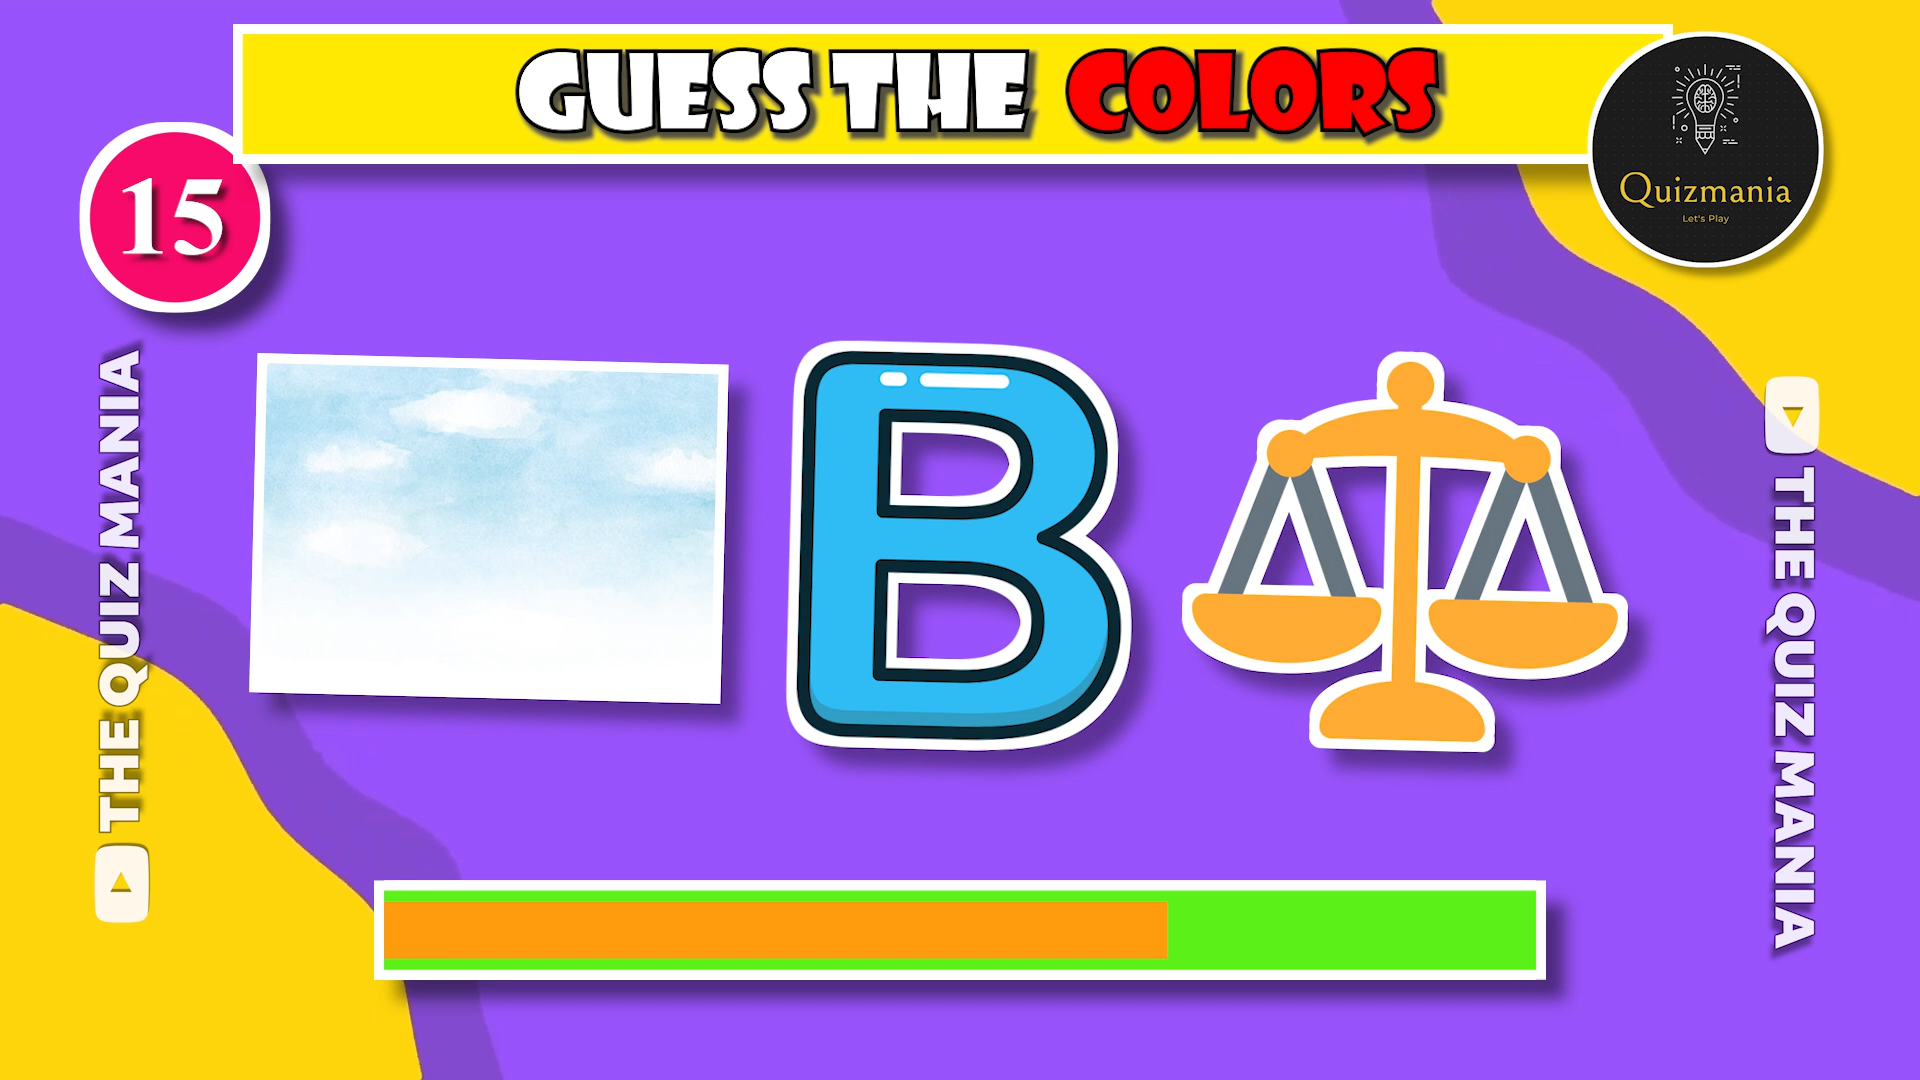 GUESS THE COLORS
15
Quizmania
Let's Play
THE QUIZ MANIA
B
THE QUIZ MANIA